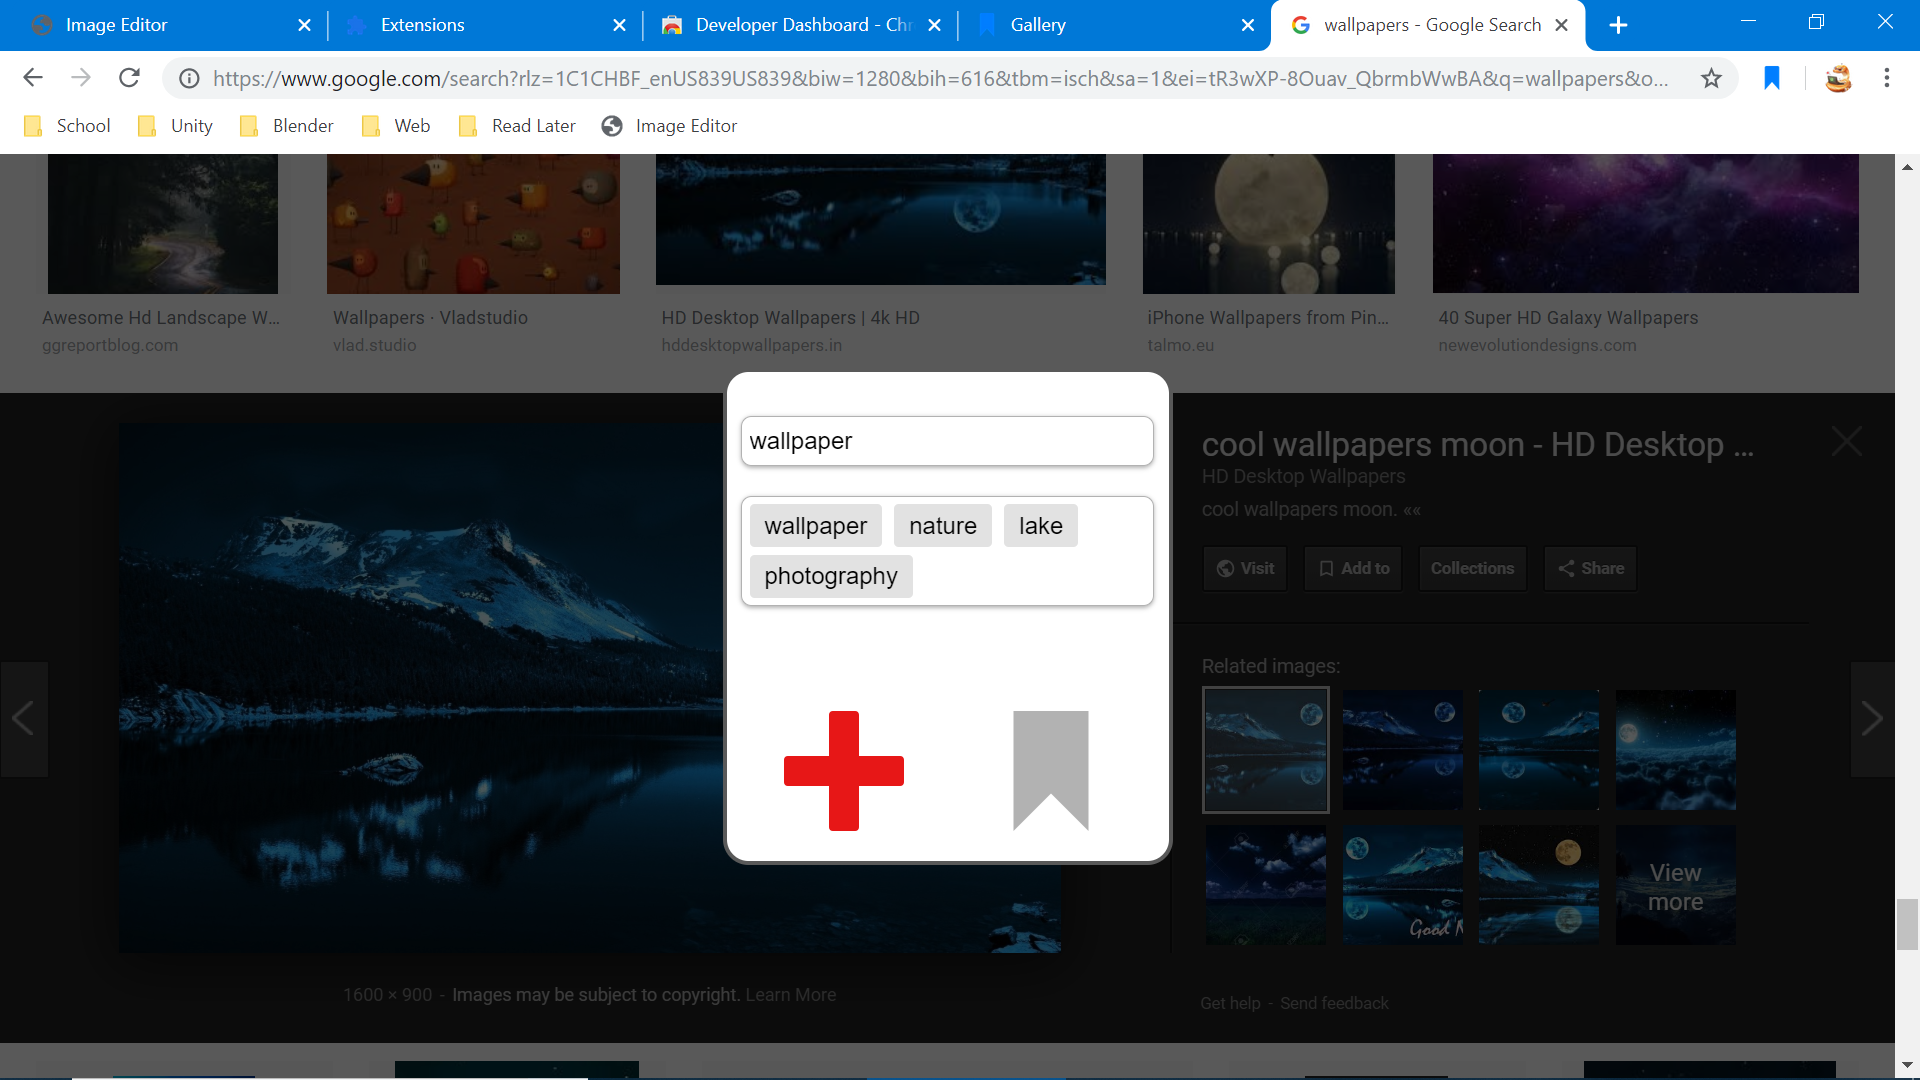 Image Editor
Extensions
Developer Dashboard - Chr
Gallery
wallpapers - Google Search
https://www.google.com/search?rlz=1C1CHBF_enUS839US839&biw=1280&bih=616&tbm=isch&sa=1&ei=tR3wXP-8Ouav_QbrmbWwBA&q=wallpapers&o...
School
Unity
Blender
Web
Read Later
Image Editor
Awesome Hd Landscape W...
ggreportblog.com
Wallpapers · Vladstudio
vlad.studio
HD Desktop Wallpapers | 4k HD
hddesktopwallpapers.in
iPhone Wallpapers from Pin...
talmo.eu
40 Super HD Galaxy Wallpapers
newevolutiondesigns.com
wallpaper
wallpaper nature lake
photography
cool wallpapers moon - HD Desktop ...
HD Desktop Wallpapers
cool wallpapers moon. ««
Visit
Add to
Collections
Share
Related images:
Good
View
more
1600 × 900 - Images may be subject to copyright. Learn More
Get help - Send feedback